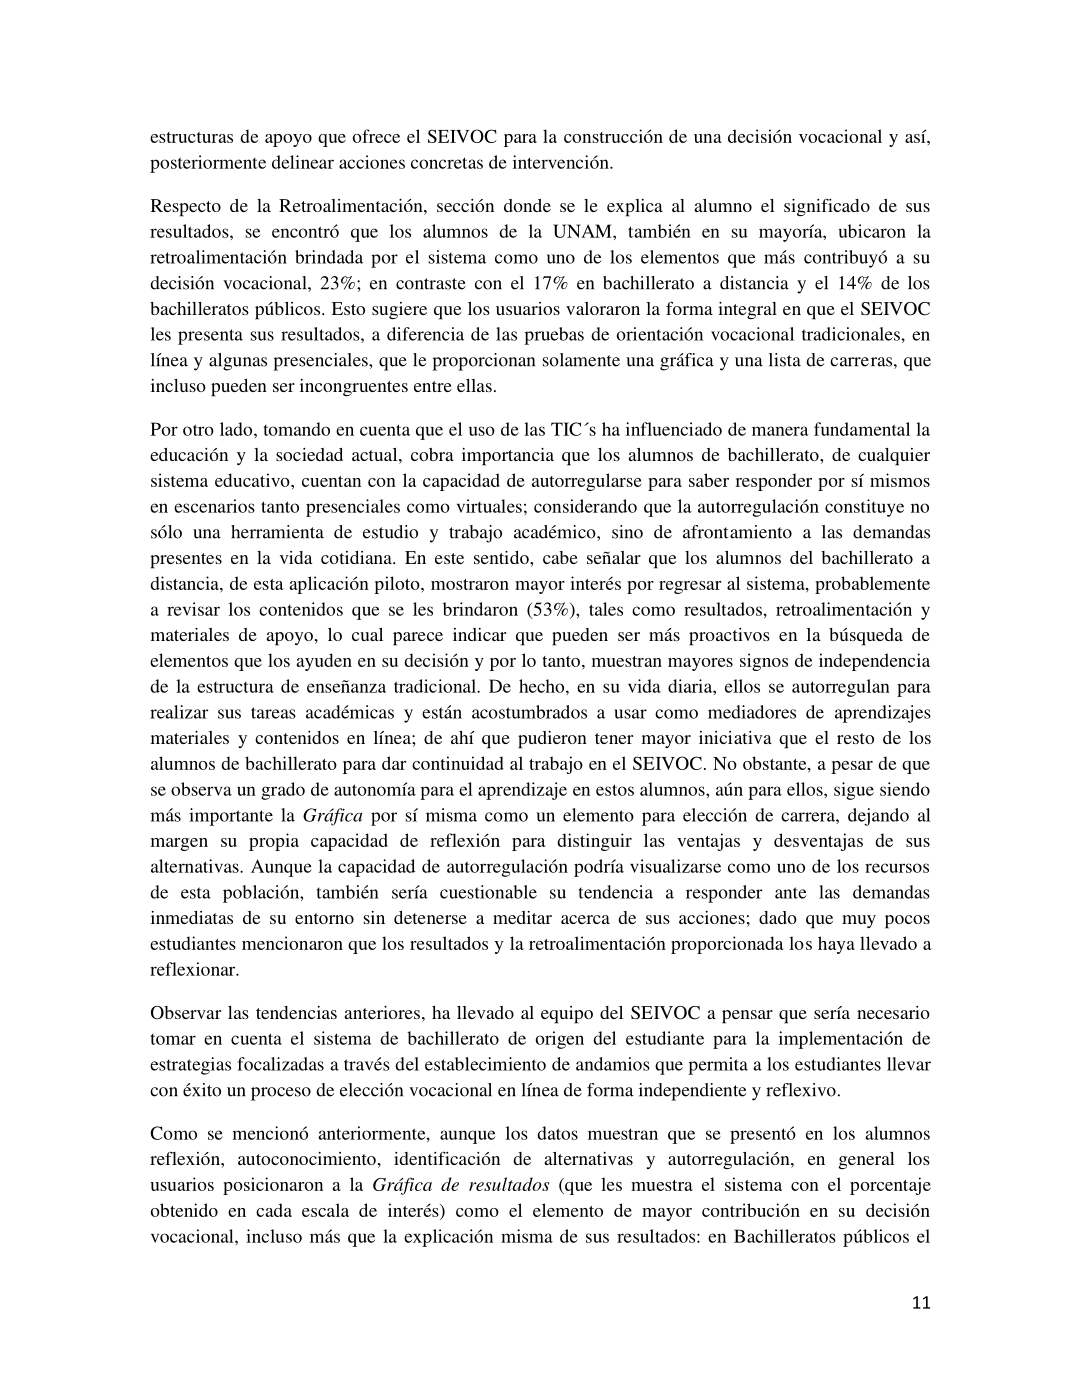 estructuras de apoyo que ofrece el SEIVOC para la construcción de una decisión vocacional y así,
posteriormente delinear acciones concretas de intervención.
Respecto de la Retroalimentación, sección donde se le explica al alumno el significado de sus
resultados, se encontró que los alumnos de la UNAM, también en su mayoría, ubicaron la
retroalimentación brindada por el sistema como uno de los elementos que más contribuyó a su
decisión vocacional, 23%; en contraste con el 17% en bachillerato a distancia y el 14% de los
bachilleratos públicos. Esto sugiere que los usuarios valoraron la forma integral en que el SEIVOC
les presenta sus resultados, a diferencia de las pruebas de orientación vocacional tradicionales, en
línea y algunas presenciales, que le proporcionan solamente una gráfica y una lista de carreras, que
incluso pueden ser incongruentes entre ellas.
Por otro lado, tomando en cuenta que el uso de las TIC´s ha influenciado de manera fundamental la
educación y la sociedad actual, cobra importancia que los alumnos de bachillerato, de cualquier
sistema educativo, cuentan con la capacidad de autorregularse para saber responder por sí mismos
en escenarios tanto presenciales como virtuales; considerando que la autorregulación constituye no
sólo una herramienta de estudio y trabajo académico, sino de afrontamiento a las demandas
presentes en la vida cotidiana. En este sentido, cabe señalar que los alumnos del bachillerato a
distancia, de esta aplicación piloto, mostraron mayor interés por regresar al sistema, probablemente
a revisar los contenidos que se les brindaron (53%), tales como resultados, retroalimentación y
materiales de apoyo, lo cual parece indicar que pueden ser más proactivos en la búsqueda de
elementos que los ayuden en su decisión y por lo tanto, muestran mayores signos de independencia
de la estructura de enseñanza tradicional. De hecho, en su vida diaria, ellos se autorregulan para
realizar sus tareas académicas y están acostumbrados a usar como mediadores de aprendizajes
materiales y contenidos en línea; de ahí que pudieron tener mayor iniciativa que el resto de los
alumnos de bachillerato para dar continuidad al trabajo en el SEIVOC. No obstante, a pesar de que
se observa un grado de autonomía para el aprendizaje en estos alumnos, aún para ellos, sigue siendo
más importante la Gráfica por sí misma como un elemento para elección de carrera, dejando al
margen su propia capacidad de reflexión para distinguir las ventajas y desventajas de sus
alternativas. Aunque la capacidad de autorregulación podría visualizarse como uno de los recursos
de esta población, también sería cuestionable su tendencia a responder ante las demandas
inmediatas de su entorno sin detenerse a meditar acerca de sus acciones; dado que muy pocos
estudiantes mencionaron que los resultados y la retroalimentación proporcionada los haya llevado a
reflexionar.
Observar las tendencias anteriores, ha llevado al equipo del SEIVOC a pensar que sería necesario
tomar en cuenta el sistema de bachillerato de origen del estudiante para la implementación de
estrategias focalizadas a través del establecimiento de andamios que permita a los estudiantes llevar
con éxito un proceso de elección vocacional en línea de forma independiente y reflexivo.
Como se mencionó anteriormente, aunque los datos muestran que se presentó en los alumnos
reflexión, autoconocimiento, identificación de alternativas y autorregulación, en general los
usuarios posicionaron a la Gráfica de resultados (que les muestra el sistema con el porcentaje
obtenido en cada escala de interés) como el elemento de mayor contribución en su decisión
vocacional, incluso más que la explicación misma de sus resultados: en Bachilleratos públicos el
11